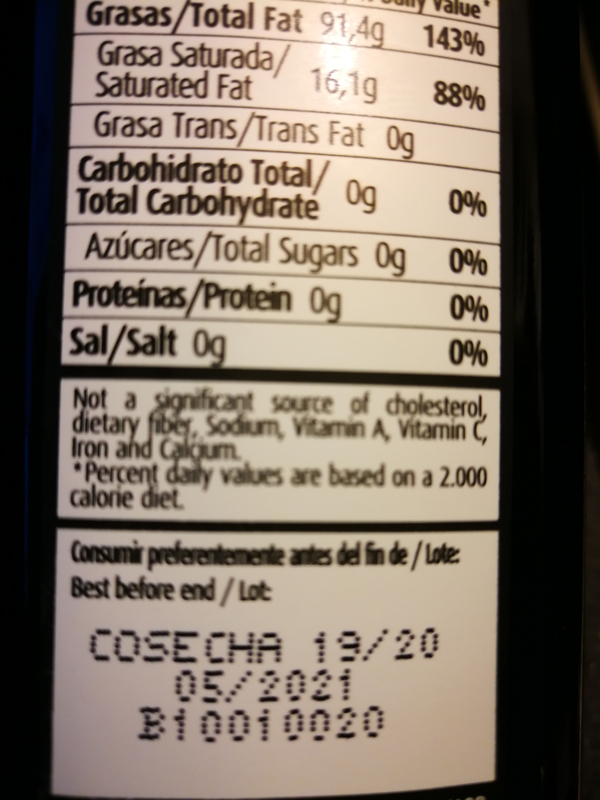 Daily Value*
Grasas/Total Fat 91,4g 143%
Grasa Saturada/
Saturated Fat 16,1g 88%
Grasa Trans/Trans Fat 0g
Carbohidrato Total/
Total Carbohydrate 0g 0%
Azúcares/Total Sugars 0g 0%
Proteínas/Protein 0g 0%
Sal/Salt 0g 0%
Not a significant source of cholesterol,
dietary fiber, Sodium, Vitamin A, Vitamin C,
Iron and Calcium.
*Percent daily values are based on a 2.000
calorie diet.
Consumir preferentemente antes del fin de / Lote:
Best before end / Lot:
COSECHA 19/20
05/2021
B10010020